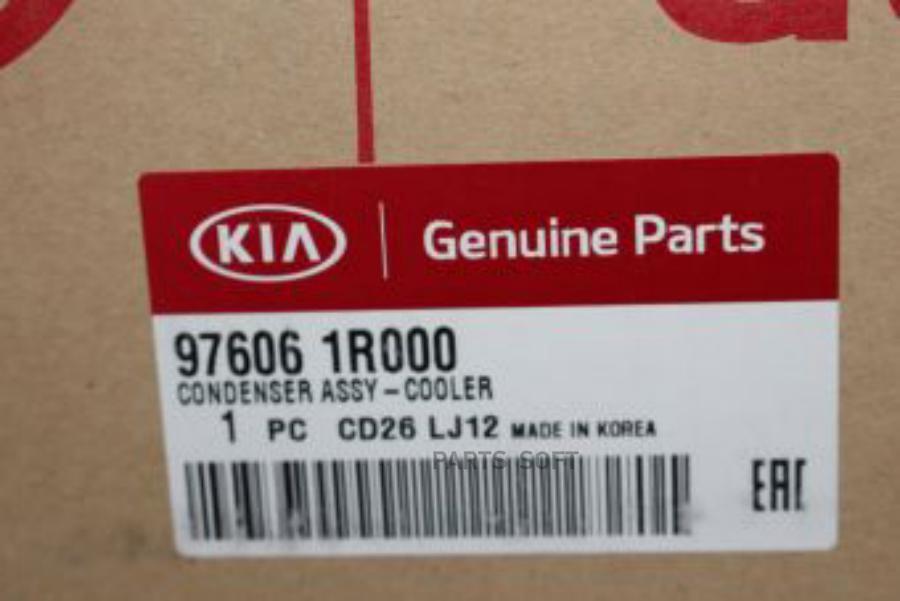 KIA Genuine Parts
97606 1R000
CONDENSER ASSY-COOLER
1 PC CD26 LJ12 MADE IN KOREA
PARTS SOFT
EAC